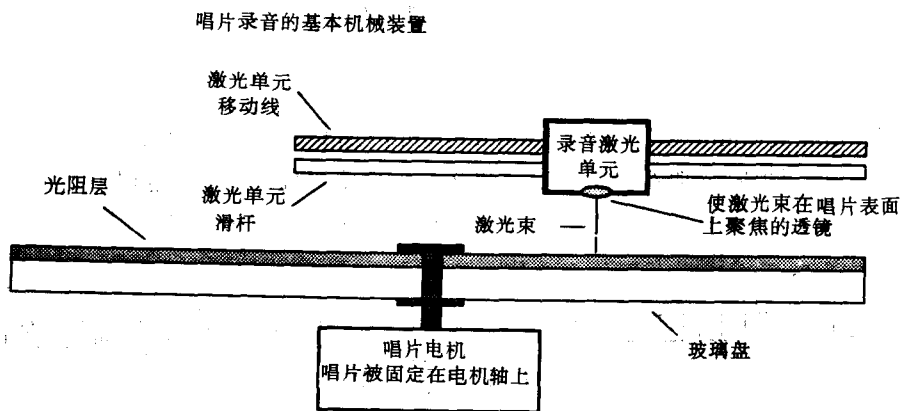 唱片录音的基本机械装置
激光单元
移动线
录音激光
单元
光阻层
激光单元
滑杆
激光束
使激光束在唱片表面
上聚焦的透镜
玻璃盘
唱片电机
唱片被固定在电机轴上